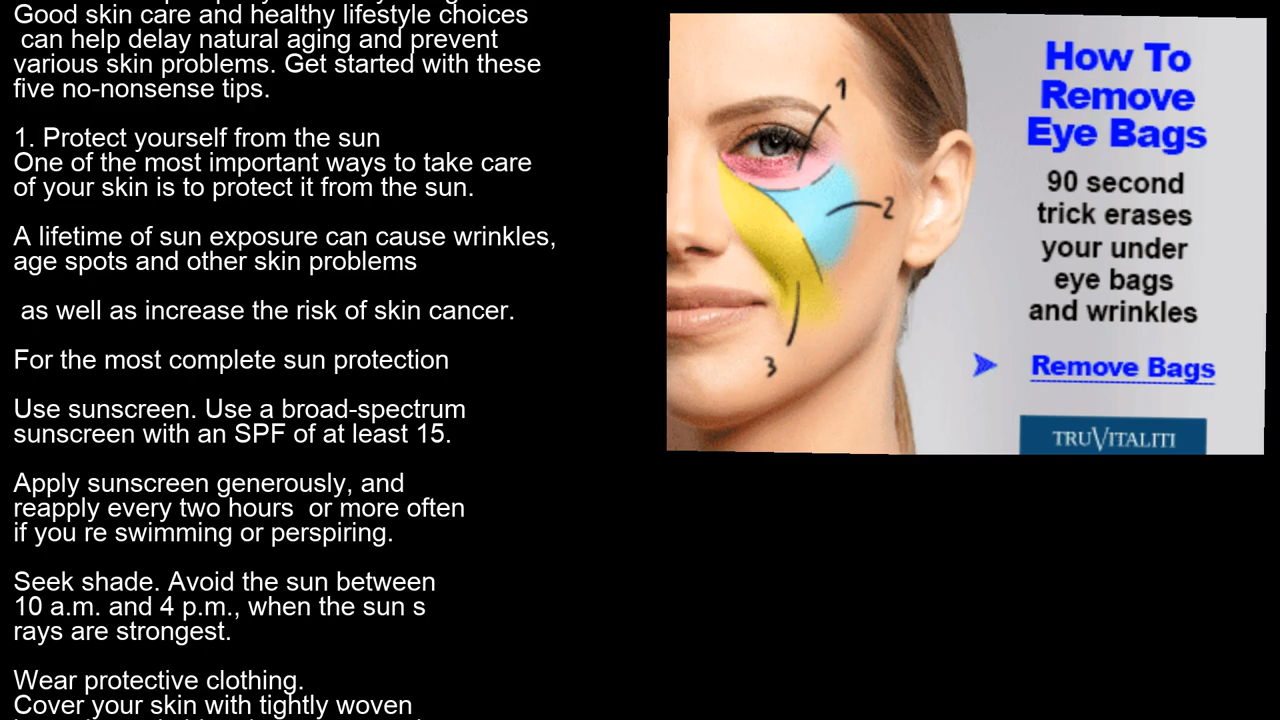 Good skin care and healthy lifestyle choices
can help delay natural aging and prevent
various skin problems. Get started with these
five no-nonsense tips.
1. Protect yourself from the sun
One of the most important ways to take care
of your skin is to protect it from the sun.
A lifetime of sun exposure can cause wrinkles,
age spots and other skin problems
as well as increase the risk of skin cancer.
For the most complete sun protection
Use sunscreen. Use a broad-spectrum
sunscreen with an SPF of at least 15.
Apply sunscreen generously, and
reapply every two hours  or more often
if you re swimming or perspiring.
Seek shade. Avoid the sun between
10 a.m. and 4 p.m., when the sun s
rays are strongest.
Wear protective clothing.
Cover your skin with tightly woven
1
2
3
How To
Remove
Eye Bags
90 second
trick erases
your under
eye bags
and wrinkles
Remove Bags
TRUVITALITI